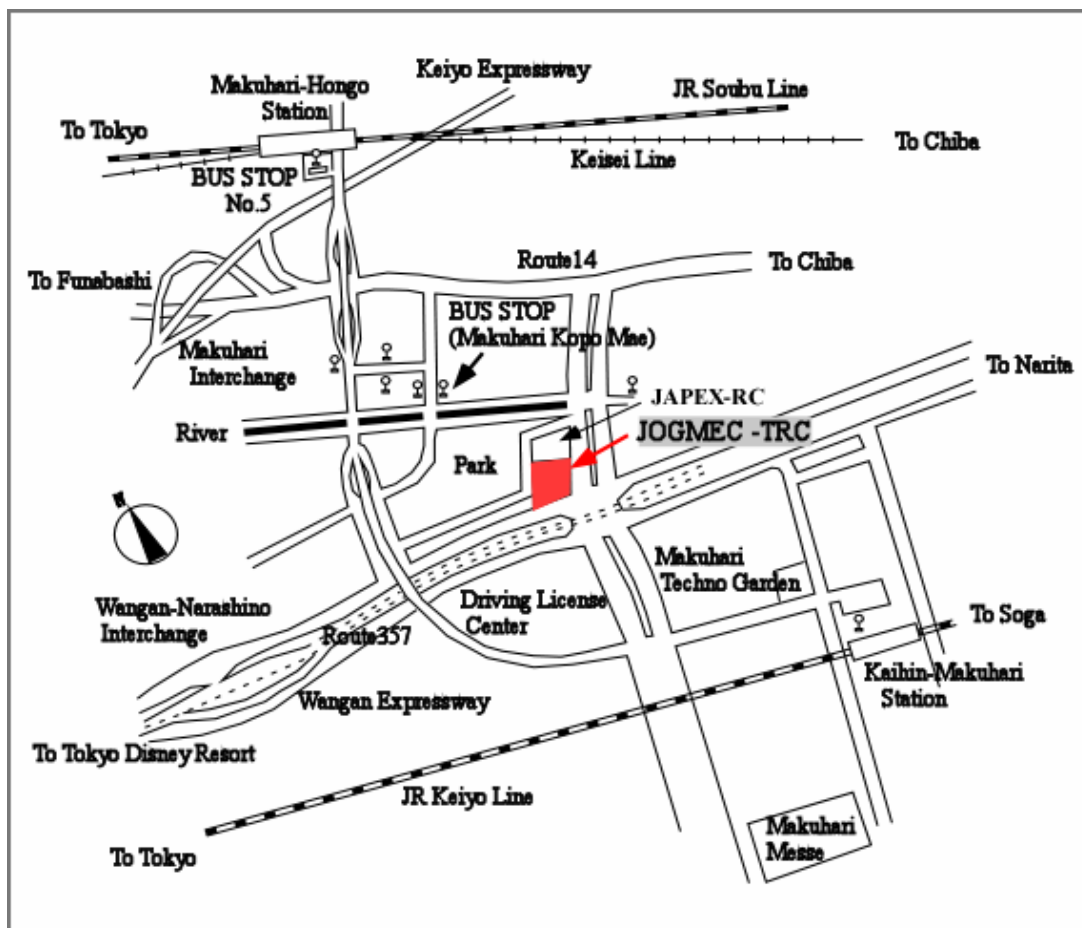 Keiyo Expressway
Makuhari-Hongo
Station
JR Soubu Line
To Tokyo
To Chiba
Keisei Line
BUS STOP
No.5
Route14
To Chiba
To Funabashi
BUS STOP
(Makuhari Kopo Mae)
Makuhari
Interchange
To Narita
JAPEX-RC
River
JOGMEC -TRC
Park
N
Makuhari
Techno Garden
Wangan-Narashino
Interchange
Driving License
Center
To Soga
Route357
Kaihin-Makuhari
Station
Wangan Expressway
To Tokyo Disney Resort
JR Keiyo Line
Makuhari
Messe
To Tokyo